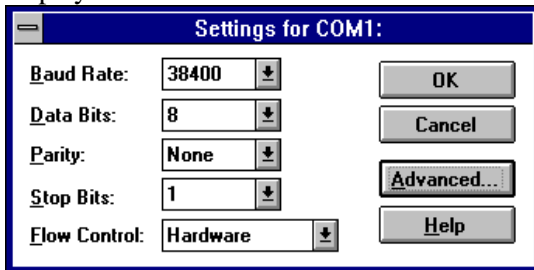 Settings for COM1:
Baud Rate: 38400
OK
Data Bits: 8
Cancel
Parity: None
Advanced...
Stop Bits: 1
Flow Control: Hardware
Help